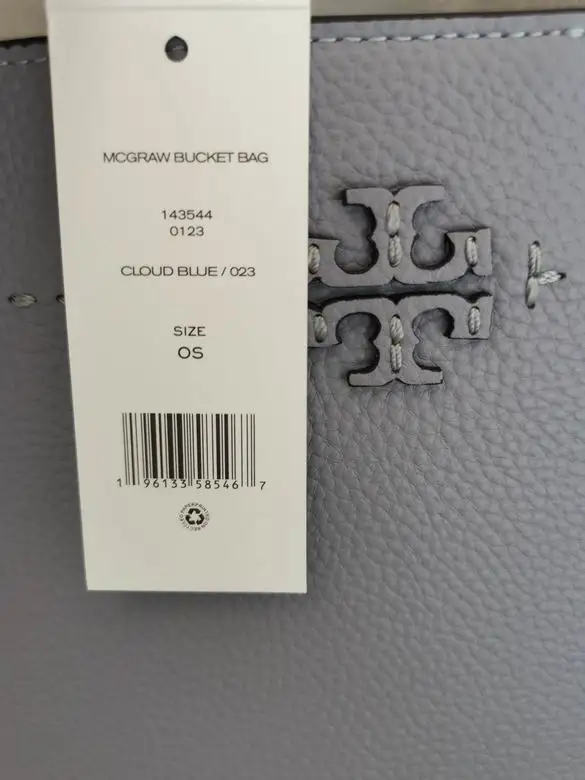 MCGRAW BUCKET BAG
143544
0123
CLOUD BLUE / 023
SIZE
OS
1 96133 58546 7